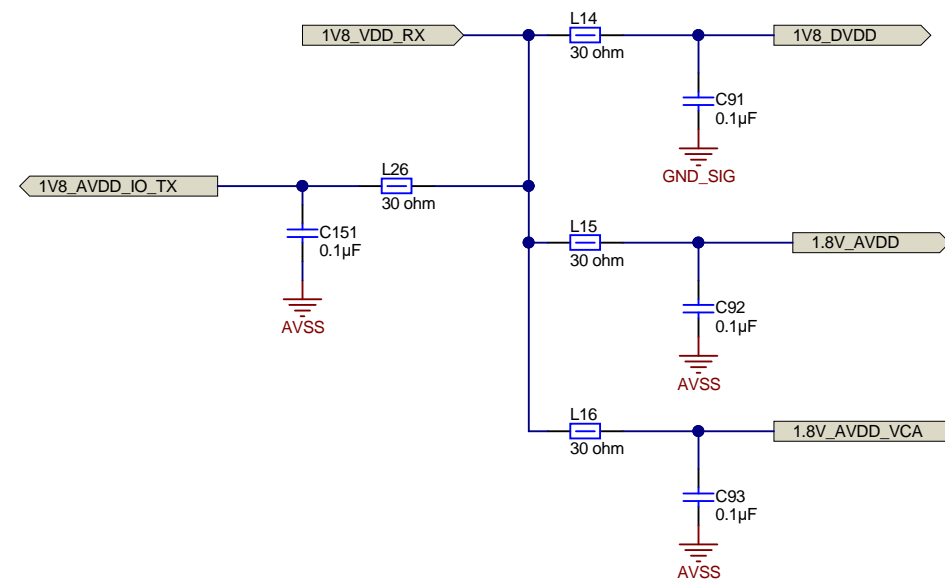 L14
1V8_VDD_RX
1V8_DVDD
30 ohm
C91
0.1µF
GND_SIG
L26
1V8_AVDD_IO_TX
30 ohm
C151
0.1µF
AVSS
L15
1.8V_AVDD
30 ohm
C92
0.1µF
AVSS
L16
1.8V_AVDD_VCA
30 ohm
C93
0.1µF
AVSS